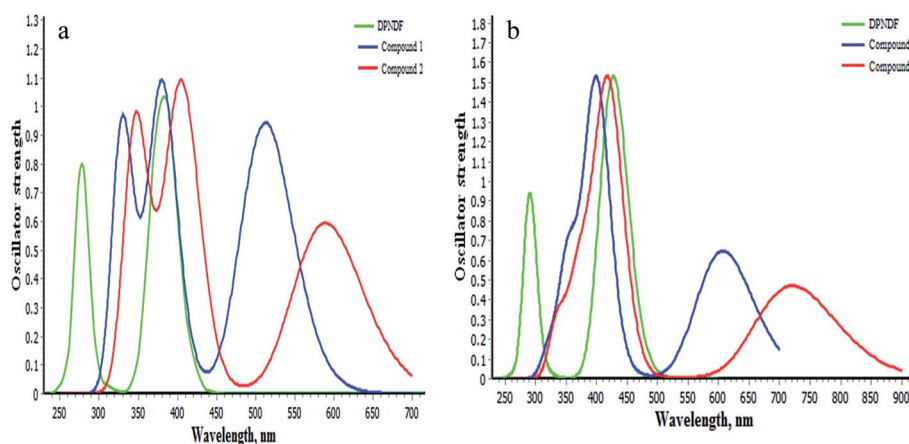 a
DPNDF
Compound 1
Compound 2
Oscillator strength
1.3
1.2
1.1
1
0.9
0.8
0.7
0.6
0.5
0.4
0.3
0.2
0.1
0
250 300 350 400 450 500 550 600 650 700
Wavelength, nm
b
DPNDF
Compound
Compound
Oscillator strength
1.8
1.7
1.6
1.5
1.4
1.3
1.2
1.1
1
0.9
0.8
0.7
0.6
0.5
0.4
0.3
0.2
0.1
0
250 300 350 400 450 500 550 600 650 700 750 800 850 900
Wavelength, nm